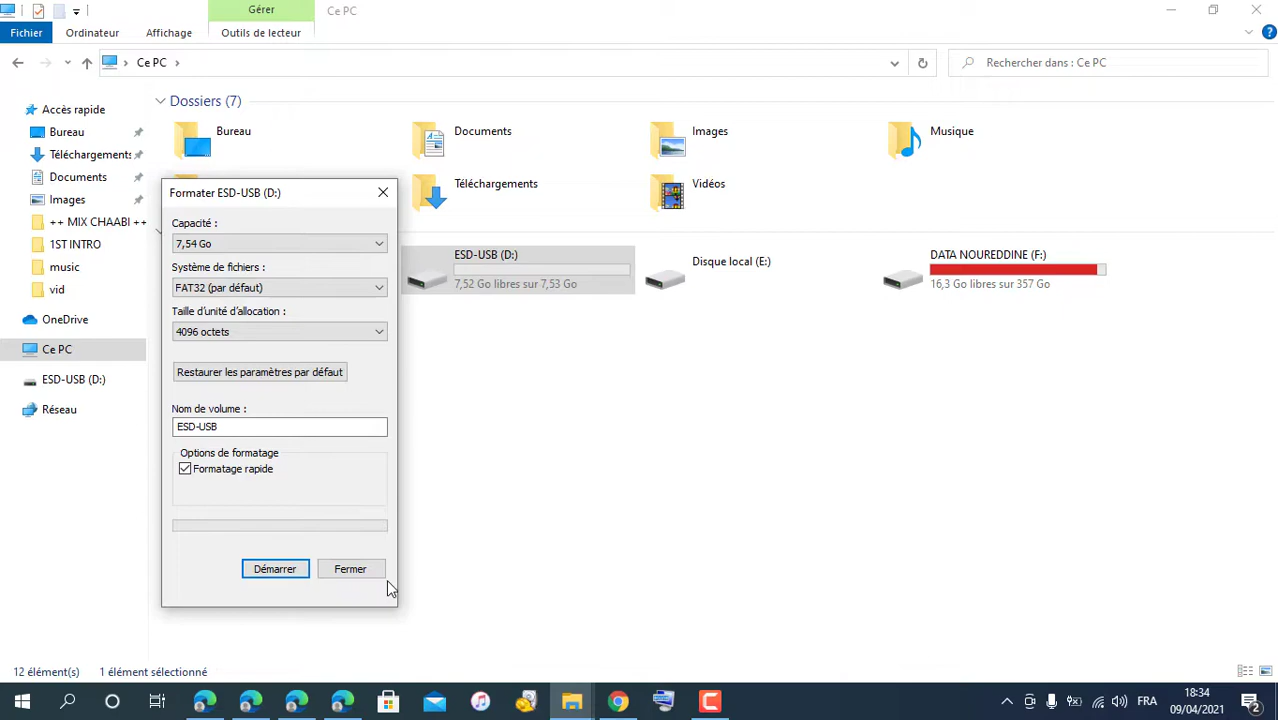 Gérer
Ce PC
Fichier
Ordinateur
Affichage
Outils de lecteur
Ce PC
Rechercher dans : Ce PC
Accès rapide
Bureau
Téléchargements
Documents
Images
++ MIX CHAABI ++
1ST INTRO
music
vid
OneDrive
Ce PC
ESD-USB (D:)
Réseau
Dossiers (7)
Bureau
Documents
Images
Musique
Téléchargements
Vidéos
ESD-USB (D:)
7,52 Go libres sur 7,53 Go
Disque local (E:)
DATA NOUREDDINE (F:)
16,3 Go libres sur 357 Go
Formater ESD-USB (D:)
Capacité :
7,54 Go
Système de fichiers :
FAT32 (par défaut)
Taille d'unité d'allocation :
4096 octets
Restaurer les paramètres par défaut
Nom de volume :
ESD-USB
Options de formatage
Formatage rapide
Démarrer
Fermer
12 élément(s)
1 élément sélectionné
FRA
18:34
09/04/2021
2